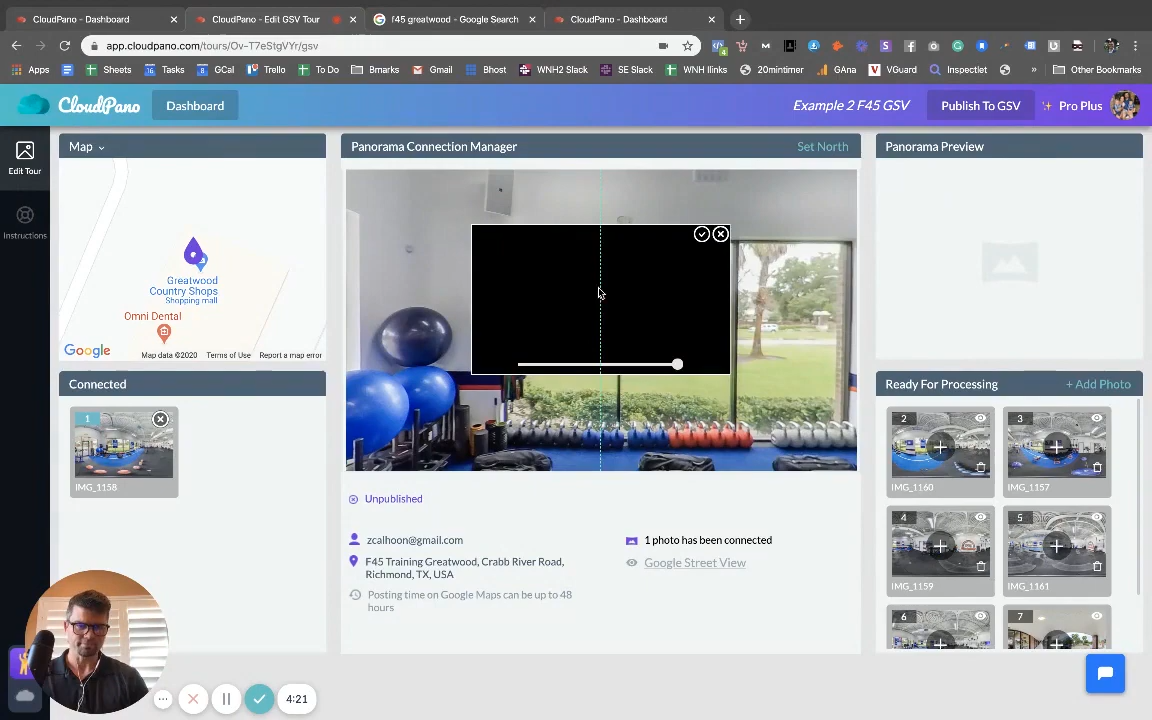 CloudPano - Dashboard
CloudPano - Edit GSV Tour
f45 greatwood - Google Search
CloudPano - Dashboard
app.cloudpano.com/tours/Ov-T7eStgVYr/gsv
Apps
Sheets
Tasks
GCal
Trello
To Do
Bmarks
Gmail
Bhost
WNH2 Slack
SE Slack
WNH llinks
20mintimer
GAna
VGuard
Inspectlet
Other Bookmarks
CloudPano
Dashboard
Example 2 F45 GSV
Publish To GSV
Pro Plus
Edit Tour
Instructions
Map
Greatwood
Country Shops
Shopping mall
Omni Dental
Google
Map data ©2020
Terms of Use
Report a map error
Connected
1
IMG_1158
Panorama Connection Manager
Set North
Unpublished
zcalhoon@gmail.com
F45 Training Greatwood, Crabb River Road,
Richmond, TX, USA
Posting time on Google Maps can be up to 48
hours
1 photo has been connected
Google Street View
Panorama Preview
Ready For Processing
+ Add Photo
2
IMG_1160
3
IMG_1157
4
IMG_1159
5
IMG_1161
6
7
4:21